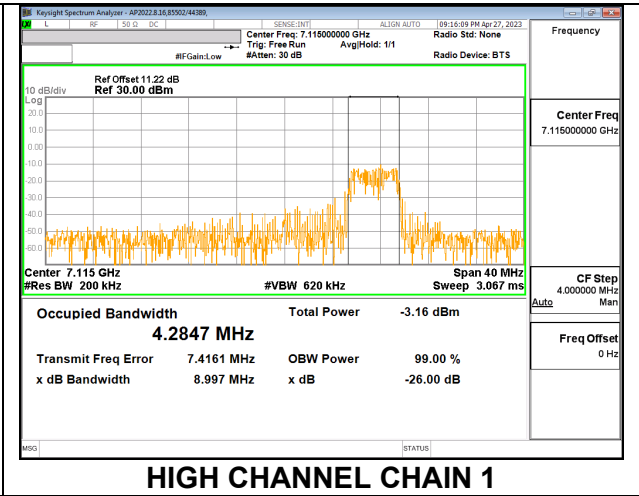 Keysight Spectrum Analyzer - AP2022.8.16,85502/44389,
LXI L RF 50 Ω DC SENSE:INT ALIGN AUTO 09:16:09 PM Apr 27, 2023
Center Freq: 7.115000000 GHz Radio Std: None
Trig: Free Run Avg|Hold: 1/1
#IFGain:Low #Atten: 30 dB Radio Device: BTS
Frequency
Ref Offset 11.22 dB
10 dB/div Ref 30.00 dBm
Log
20.0
10.0
0.00
-10.0
-20.0
-30.0
-40.0
-50.0
-60.0
Center Freq
7.115000000 GHz
Center 7.115 GHz Span 40 MHz
#Res BW 200 kHz #VBW 620 kHz Sweep 3.067 ms
CF Step
4.000000 MHz
Auto Man
Occupied Bandwidth Total Power -3.16 dBm
4.2847 MHz
Freq Offset
0 Hz
Transmit Freq Error 7.4161 MHz OBW Power 99.00 %
x dB Bandwidth 8.997 MHz x dB -26.00 dB
MSG STATUS
HIGH CHANNEL CHAIN 1